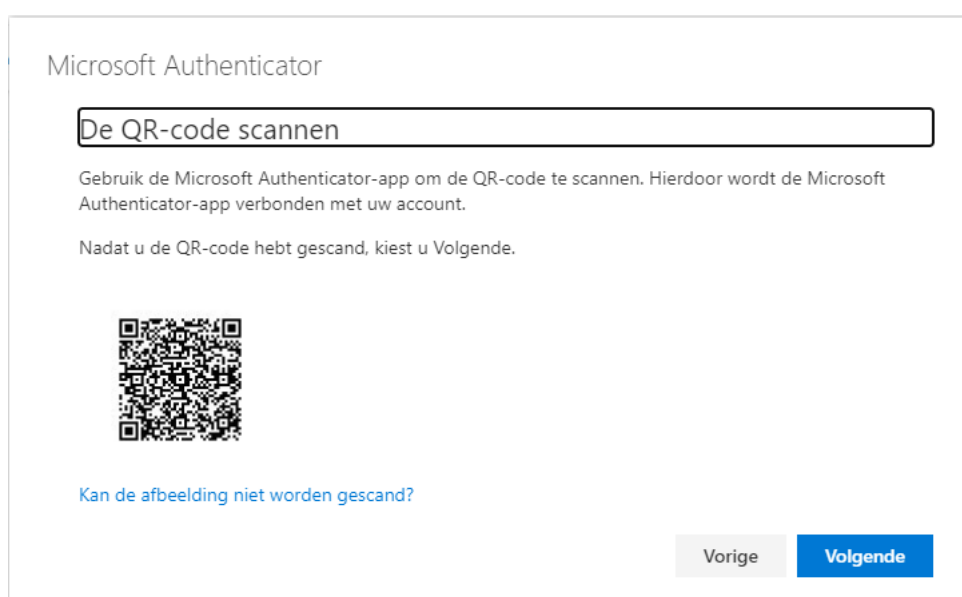 Microsoft Authenticator
De QR-code scannen
Gebruik de Microsoft Authenticator-app om de QR-code te scannen. Hierdoor wordt de Microsoft
Authenticator-app verbonden met uw account.
Nadat u de QR-code hebt gescand, kiest u Volgende.
Kan de afbeelding niet worden gescand?
Vorige
Volgende